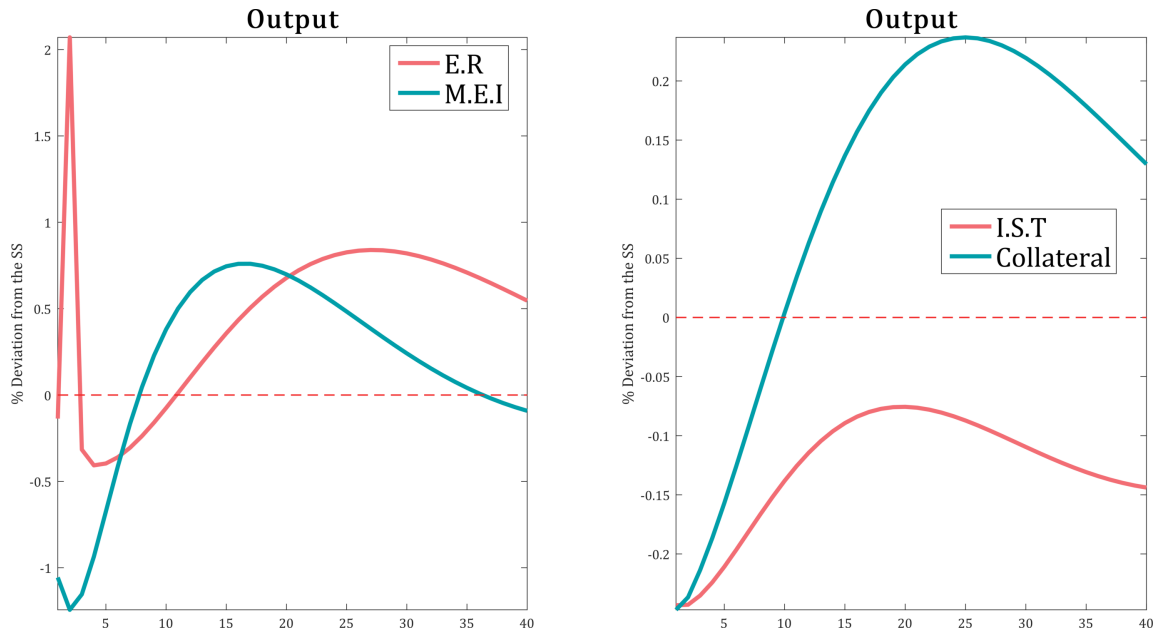 Output
% Deviation from the SS
2
1.5
1
0.5
0
-0.5
-1
5 10 15 20 25 30 35 40
E.R
M.E.I
Output
% Deviation from the SS
0.2
0.15
0.1
0.05
0
-0.05
-0.1
-0.15
-0.2
5 10 15 20 25 30 35 40
I.S.T
Collateral